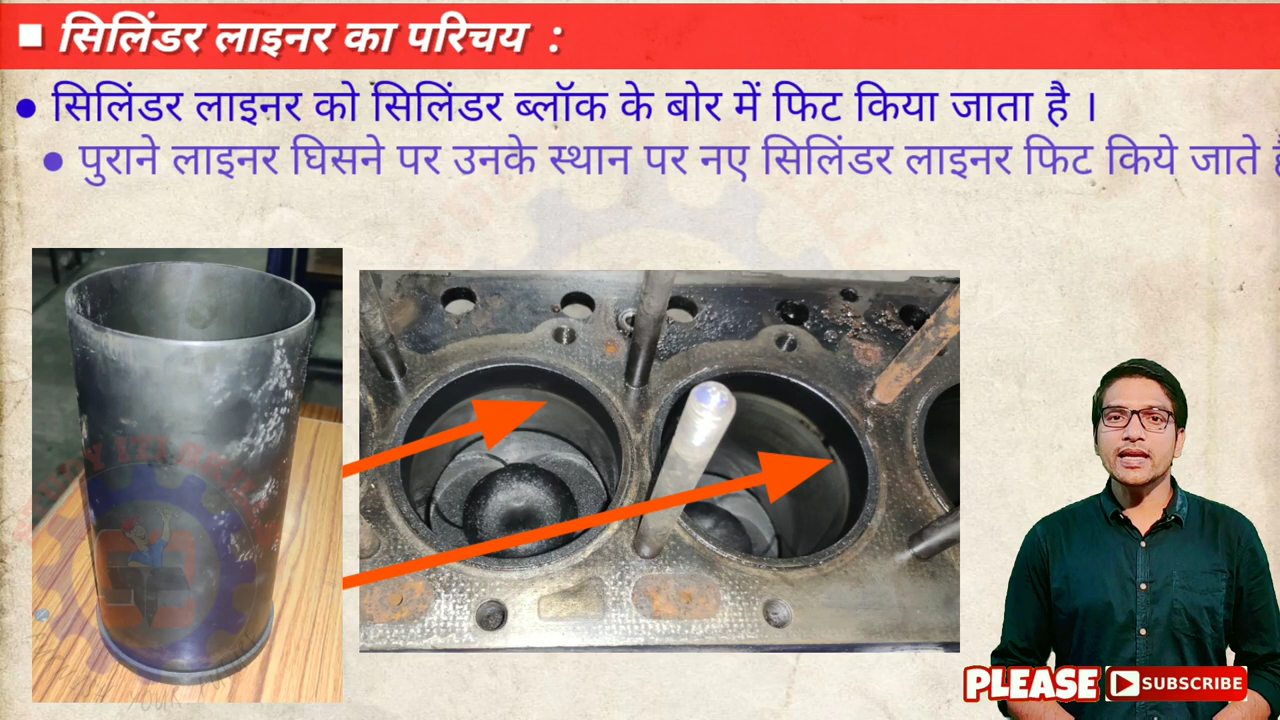 ■ सिलिंडर लाइनर का परिचय :
• सिलिंडर लाइनर को सिलिंडर ब्लॉक के बोर में फिट किया जाता है ।
• पुराने लाइनर घिसने पर उनके स्थान पर नए सिलिंडर लाइनर फिट किये जाते
PLEASE SUBSCRIBE